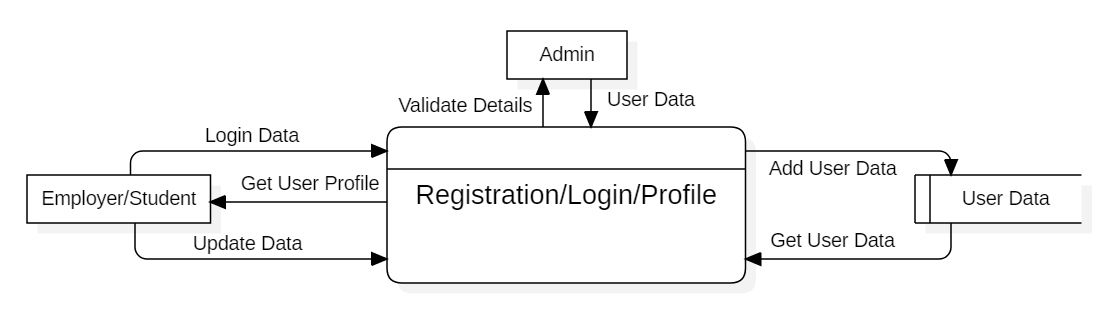 Admin
Validate Details
User Data
Login Data
Add User Data
Get User Profile
Employer/Student
Registration/Login/Profile
User Data
Update Data
Get User Data